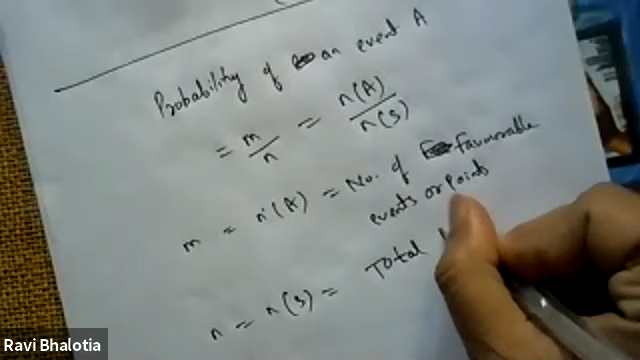 Probability of an event A
= m/n = n(A)/n(S)
m = n(A) = No. of Favourable
events or points
n = n(S) = Total
Ravi Bhalotia